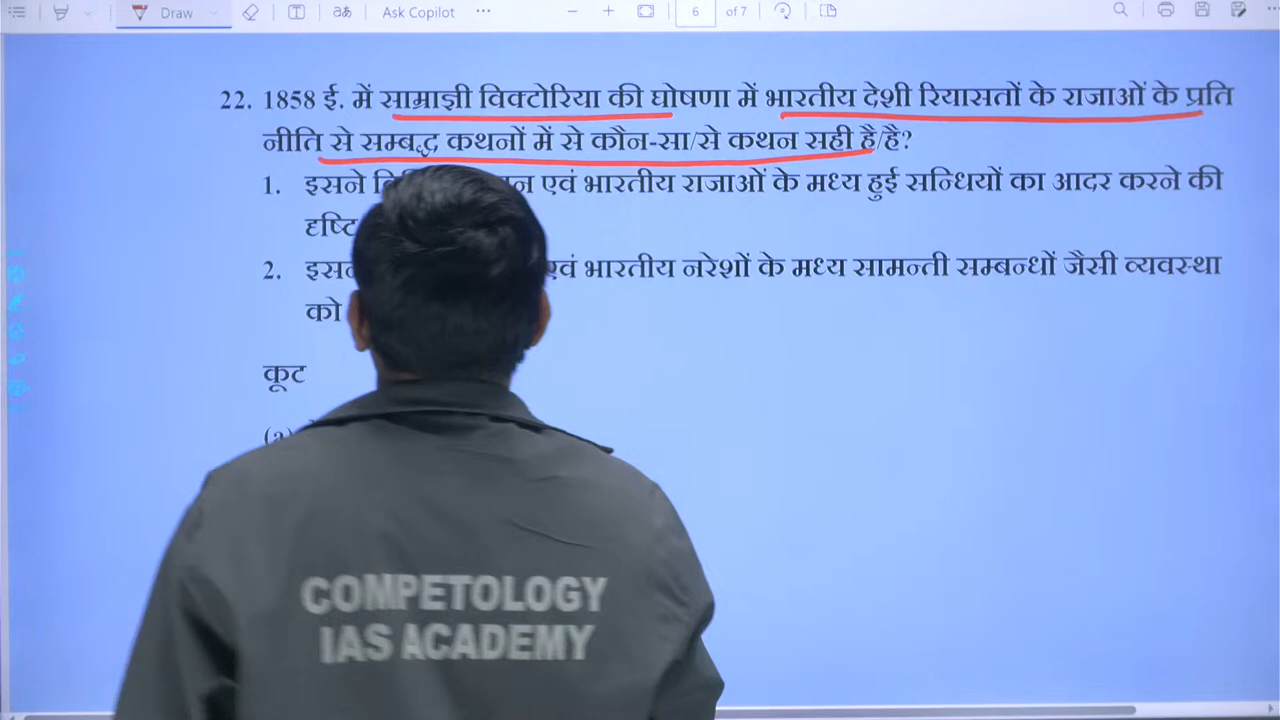 Draw
Ask Copilot
6 of 7
22. 1858 ई. में साम्राज्ञी विक्टोरिया की घोषणा में भारतीय देशी रियासतों के राजाओं के प्रति
नीति से सम्बद्ध कथनों में से कौन-सा/से कथन सही है/है?
1. इसने एवं भारतीय राजाओं के मध्य हुई सन्धियों का आदर करने की
दृष्टि
2. एवं भारतीय नरेशों के मध्य सामन्ती सम्बन्धों जैसी व्यवस्था
को
कूट
COMPETOLOGY
IAS ACADEMY